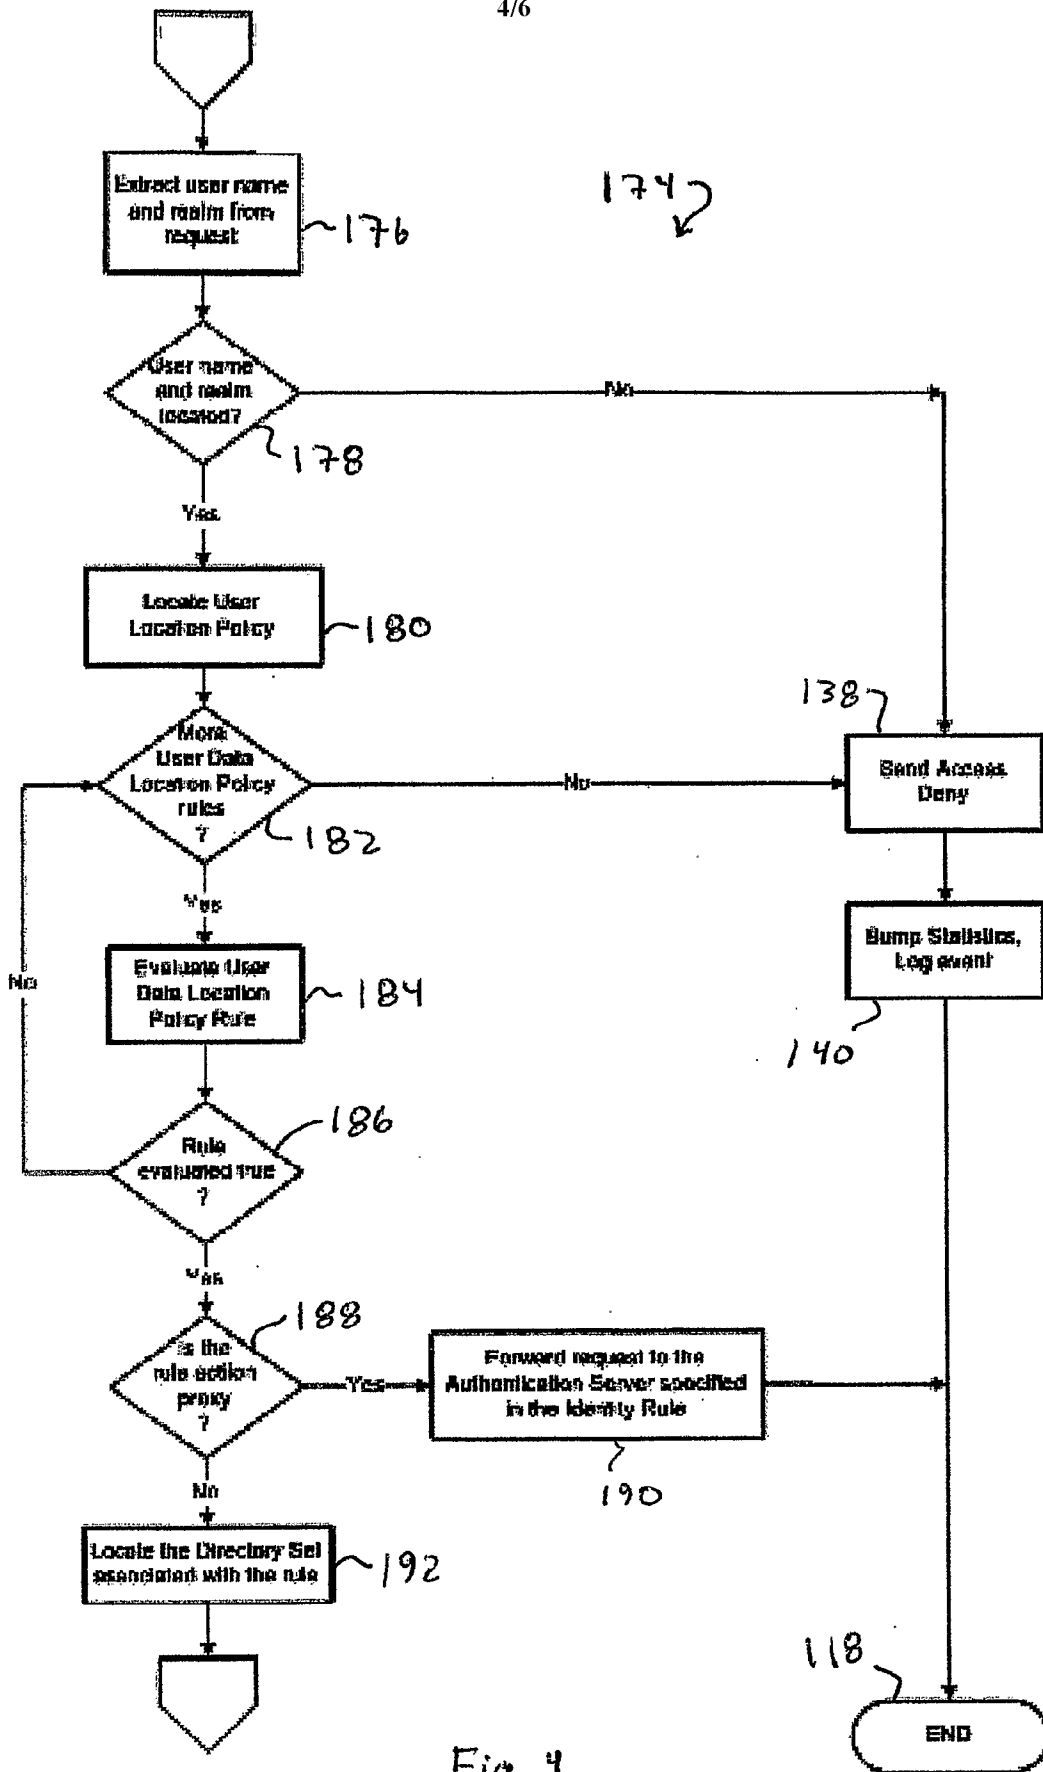 4/6
Extract user name
and realm from
request
176
174
User name
and realm
located?
178
No
Yes
Locate User
Location Policy
180
More
User Data
Location Policy
rules
?
182
No
138
Send Access
Deny
Yes
Bump Statistics,
Log event
140
No
Evaluate User
Data Location
Policy Rule
184
Rule
evaluated true
?
186
Yes
Is the
rule action
proxy
?
188
Yes
Forward request to the
Authentication Server specified
in the Identity Rule
190
No
Locate the Directory Set
associated with the rule
192
118
END
Fig. 4